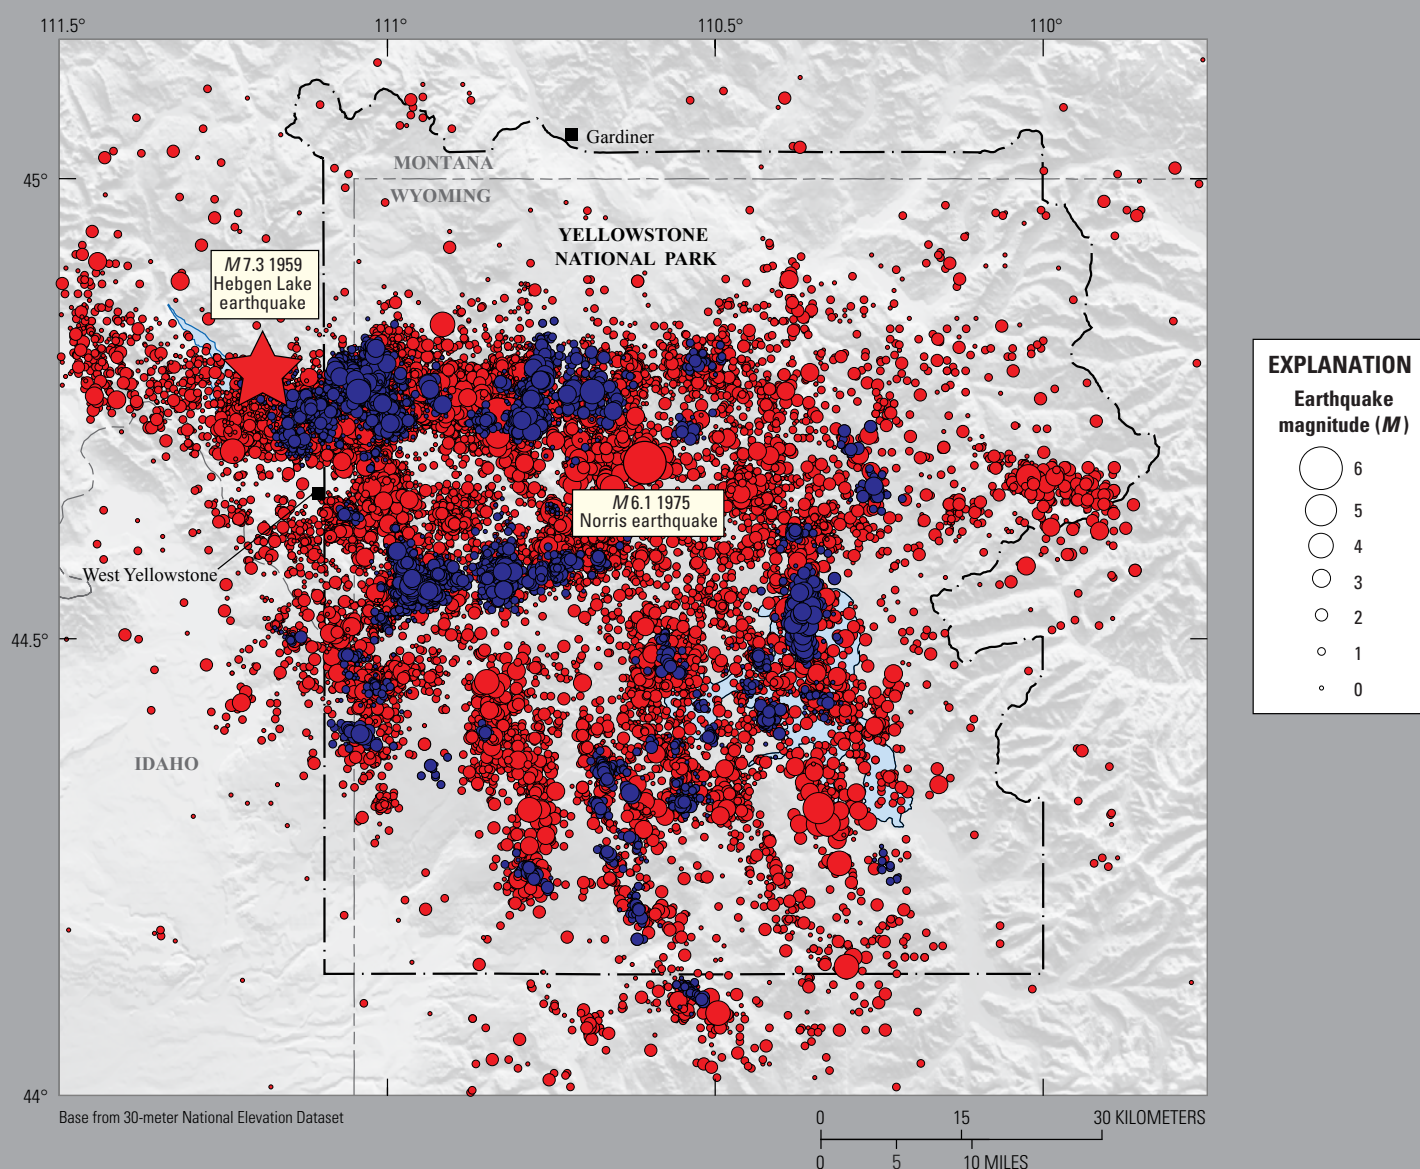 111.5°
111°
110.5°
110°
Gardiner
MONTANA
45°
WYOMING
YELLOWSTONE
NATIONAL PARK
M 7.3 1959
Hebgen Lake
earthquake
EXPLANATION
Earthquake
magnitude (M)
6
5
4
3
2
1
0
M 6.1 1975
Norris earthquake
West Yellowstone
44.5°
IDAHO
44°
Base from 30-meter National Elevation Dataset
0 15 30 KILOMETERS
0 5 10 MILES